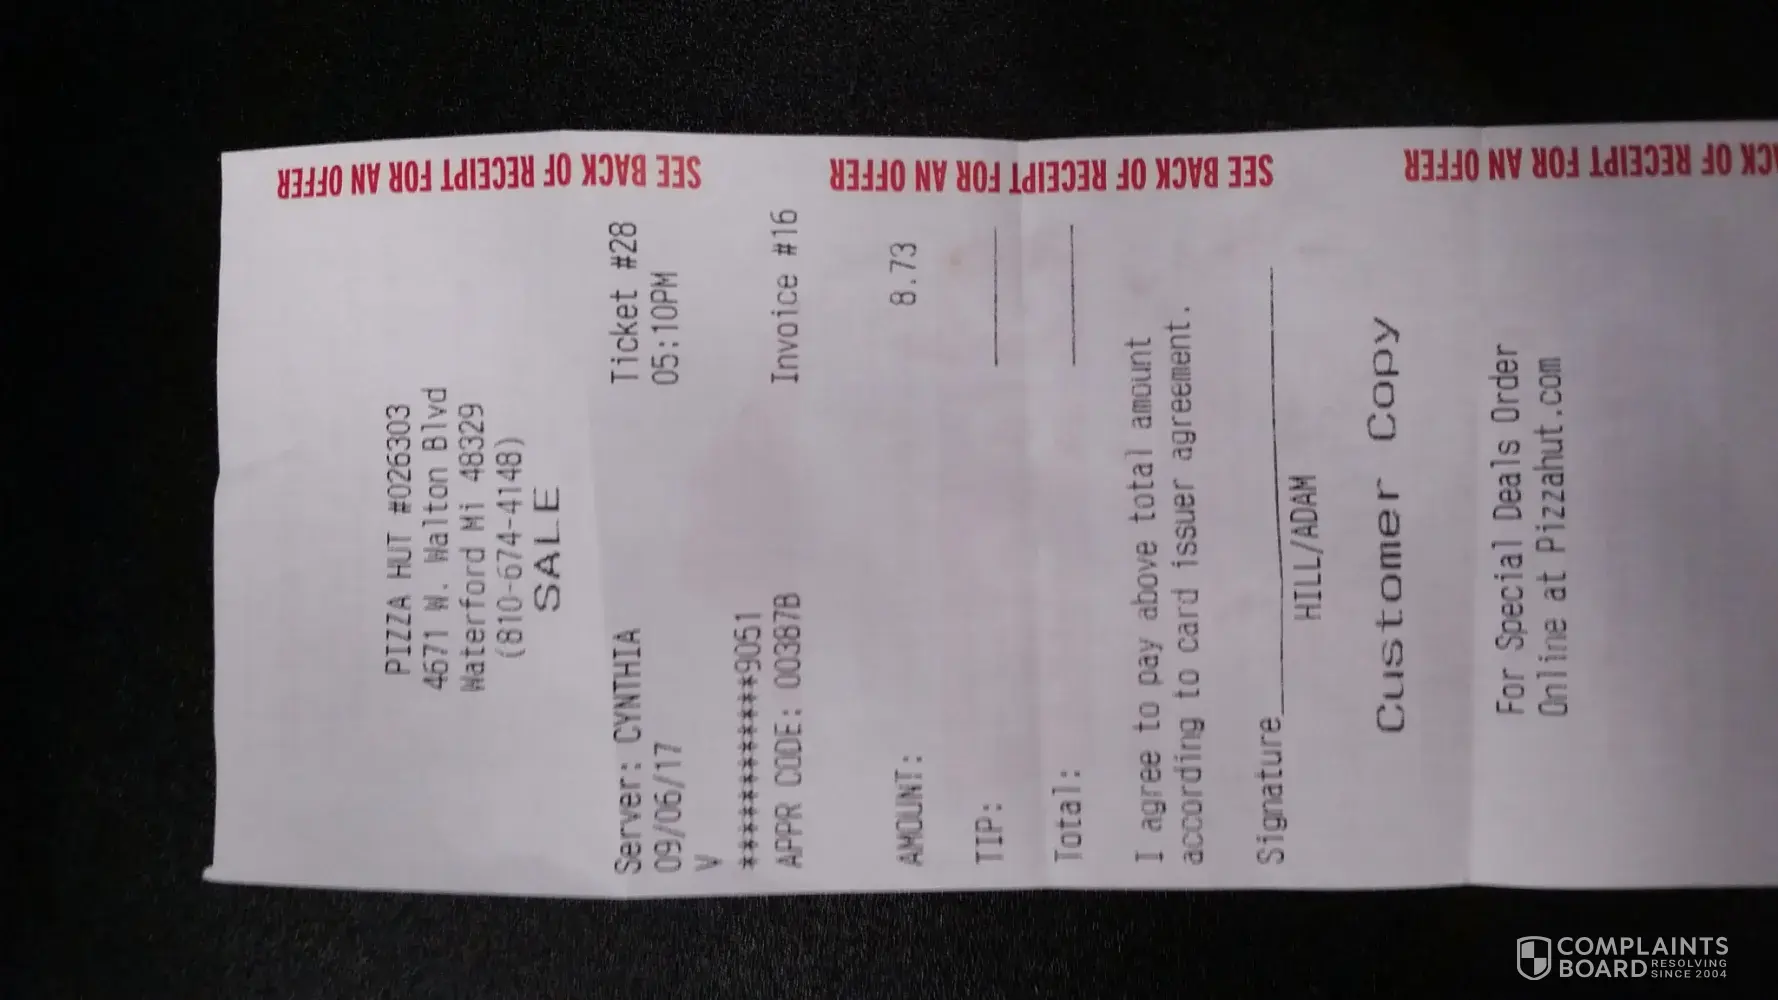 PIZZA HUT #026303
4671 W. Walton Blvd
Waterford Mi 48329
(810-674-4148)
SALE
Server: CYNTHIA Ticket #28
09/06/17 05:10PM
V
************9051
APPR CODE: 00387B Invoice #16
AMOUNT: 8.73
TIP:
Total:
I agree to pay above total amount
according to card issuer agreement.
Signature
HILL/ADAM
Customer Copy
For Special Deals Order
Online at Pizzahut.com
SEE BACK OF RECEIPT FOR AN OFFER
SEE BACK OF RECEIPT FOR AN OFFER
CK OF RECEIPT FOR AN OFFER
COMPLAINTS
BOARD RESOLVING
SINCE 2004